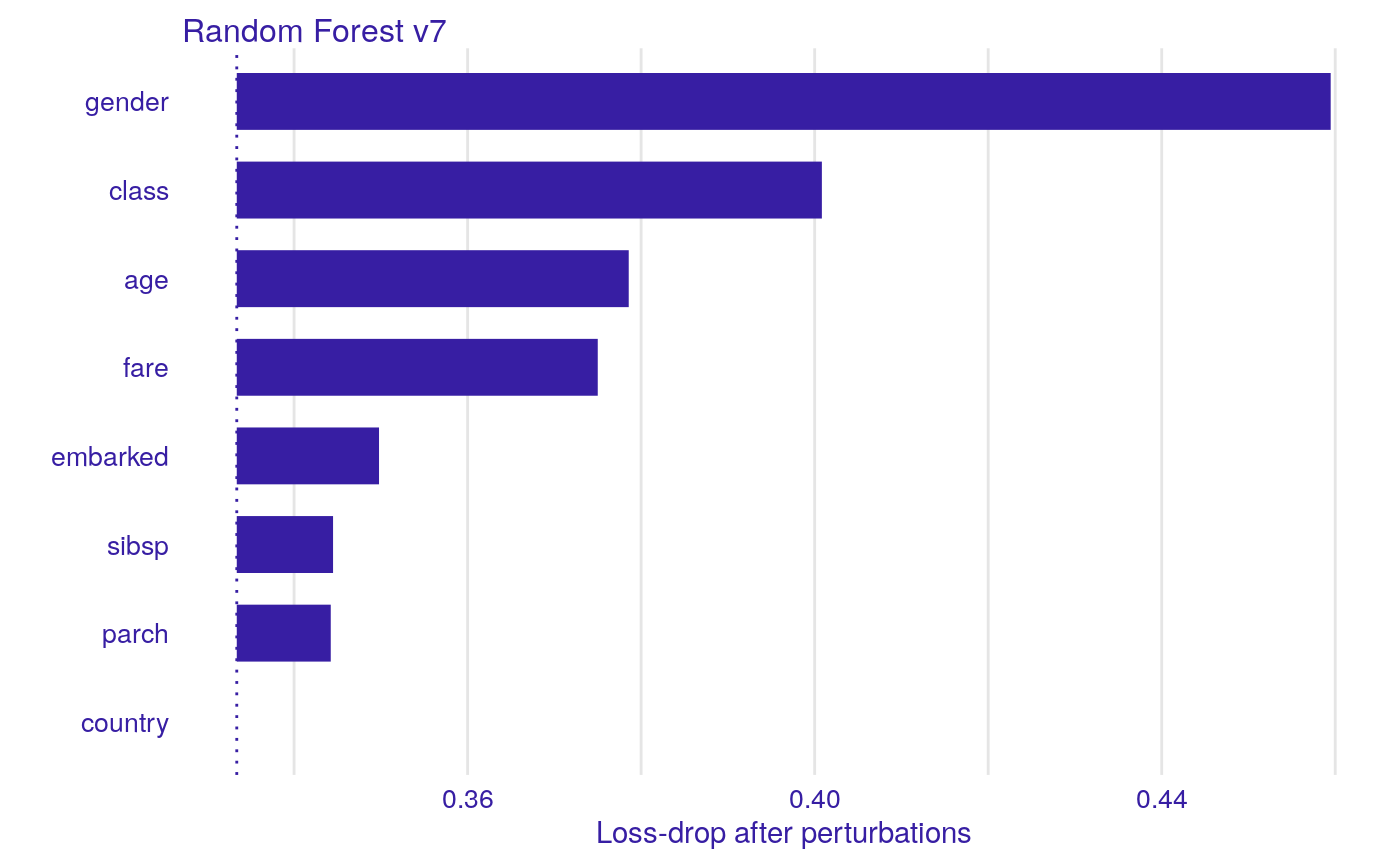 Random Forest v7
gender
class
age
fare
embarked
sibsp
parch
country
0.36 0.40 0.44
Loss-drop after perturbations